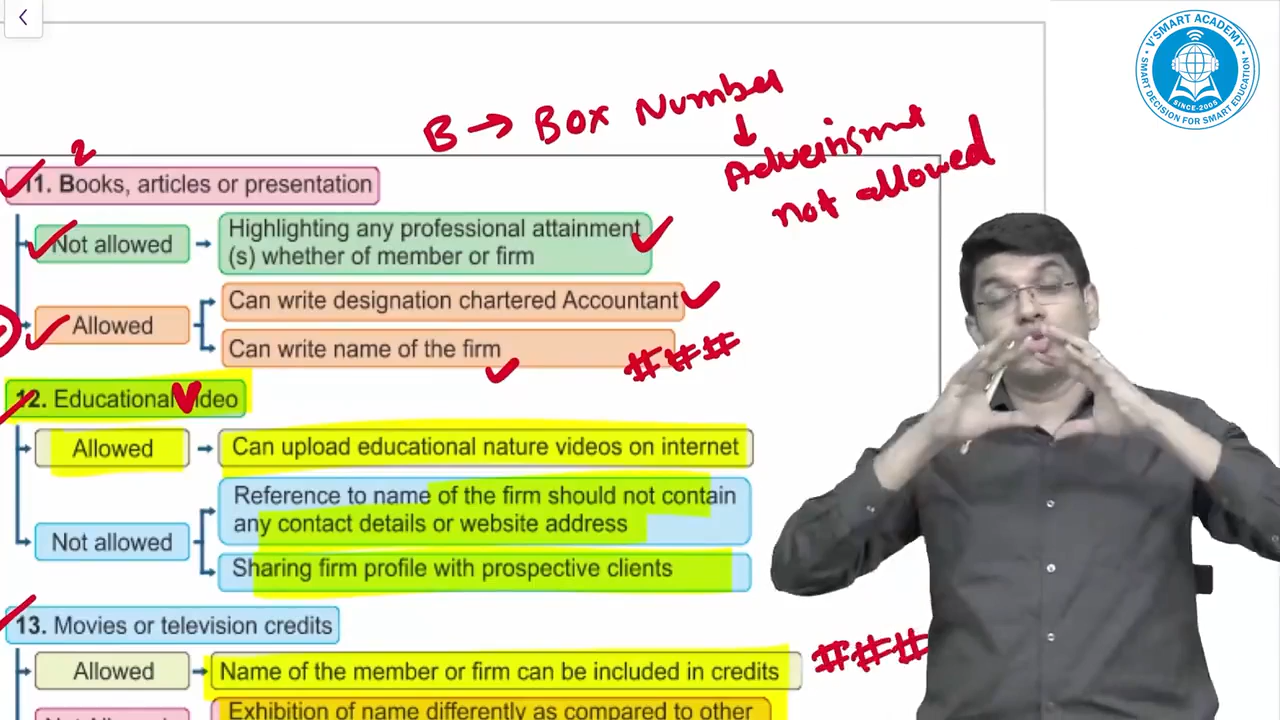 V'SMART ACADEMY
SMART DECISION FOR SMART EDUCATION
SINCE-2005
B → Box Number
↓
not allowed
2
11. Books, articles or presentation
Not allowed → Highlighting any professional attainment
(s) whether of member or firm
Allowed
Can write designation chartered Accountant
Can write name of the firm
###
12. Educational Video
Allowed → Can upload educational nature videos on internet
Not allowed
Reference to name of the firm should not contain
any contact details or website address
Sharing firm profile with prospective clients
13. Movies or television credits
Allowed → Name of the member or firm can be included in credits
###
Not Allowed
Exhibition of name differently as compared to other